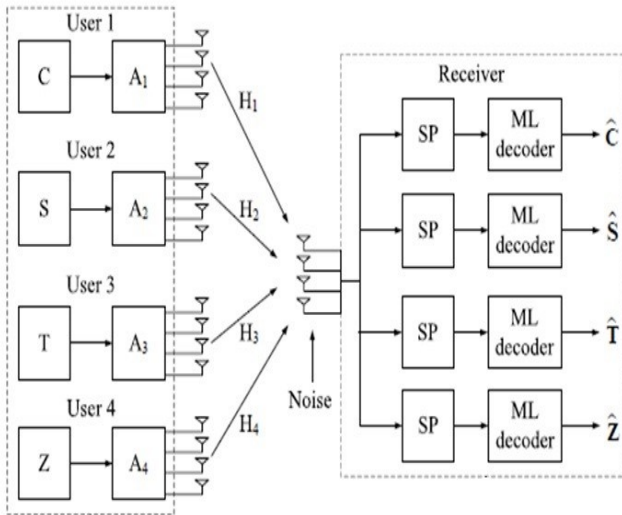 User 1
C
A₁
H₁
User 2
S
A₂
H₂
User 3
T
A₃
H₃
User 4
Z
A₄
H₄
Noise
Receiver
SP
ML
decoder
Ĉ
SP
ML
decoder
Ŝ
SP
ML
decoder
T̂
SP
ML
decoder
Ẑ